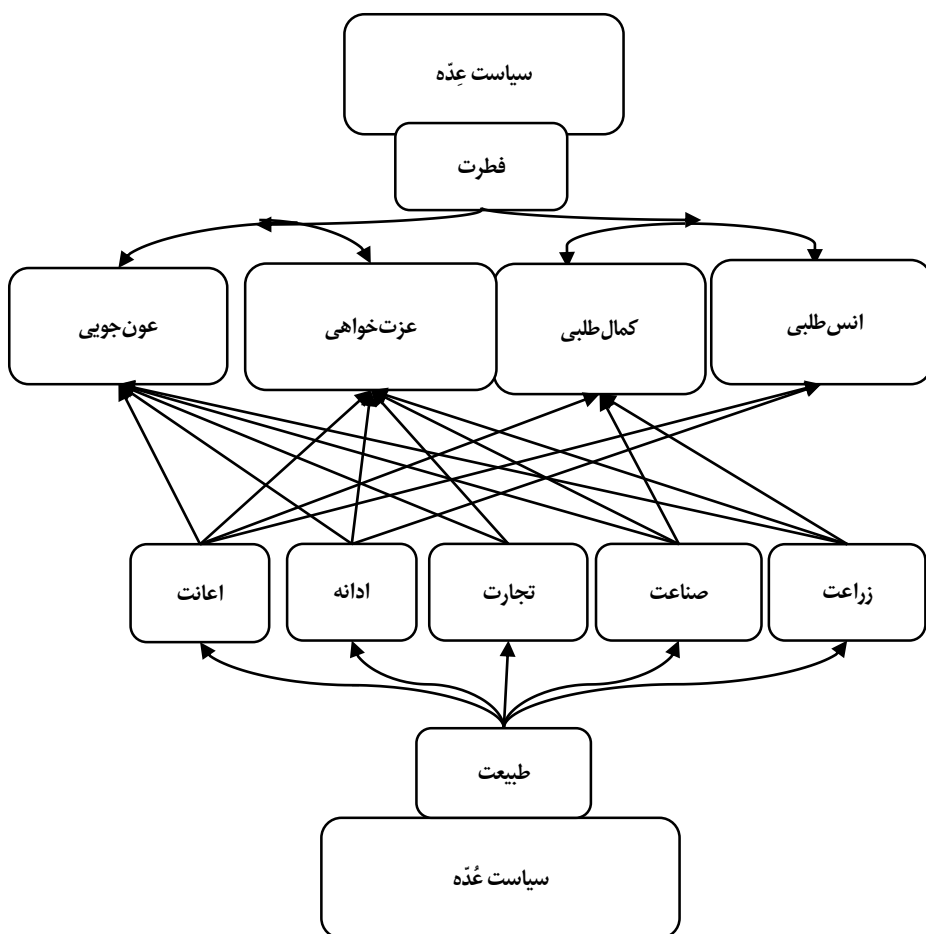 سیاست عِدّه
فطرت
انس‌طلبی
کمال‌طلبی
عزت‌خواهی
عون‌جویی
زراعت
صناعت
تجارت
ادانه
اعانت
طبیعت
سیاست عُدّه